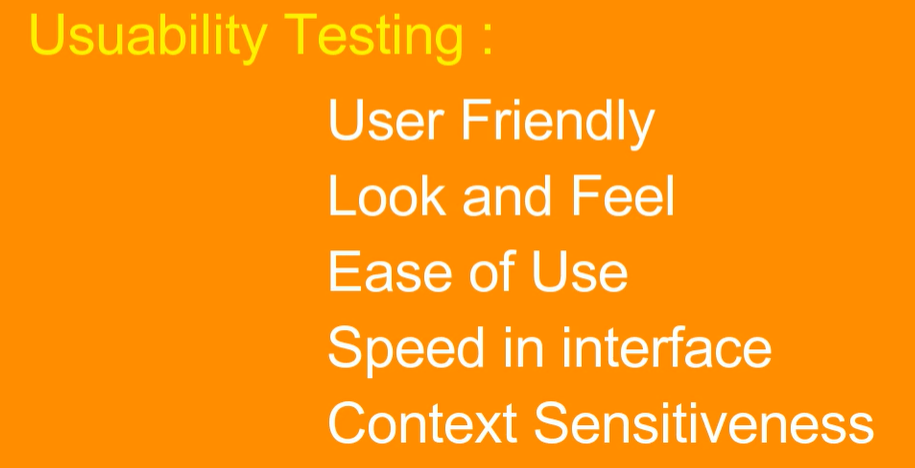 Usuability Testing :
User Friendly
Look and Feel
Ease of Use
Speed in interface
Context Sensitiveness